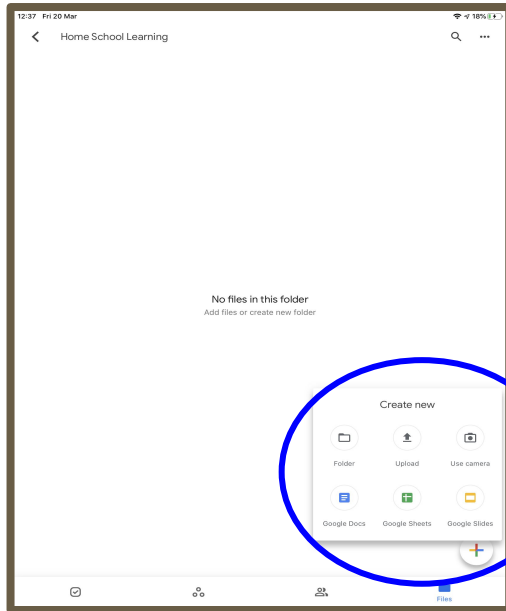 12:37 Fri 20 Mar 18%
Home School Learning
No files in this folder
Add files or create new folder
Create new
Folder Upload Use camera
Google Docs Google Sheets Google Slides
Files